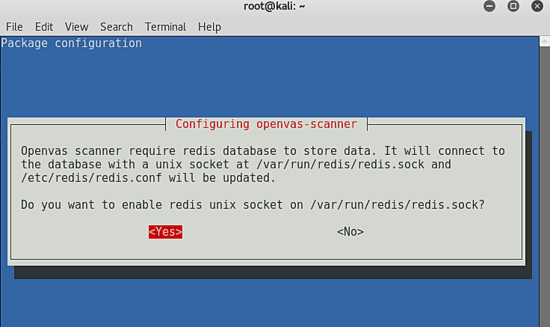 root@kali: ~
File Edit View Search Terminal Help
Package configuration
Configuring openvas-scanner
Openvas scanner require redis database to store data. It will connect to
the database with a unix socket at /var/run/redis/redis.sock and
/etc/redis/redis.conf will be updated.
Do you want to enable redis unix socket on /var/run/redis/redis.sock?
<Yes> <No>